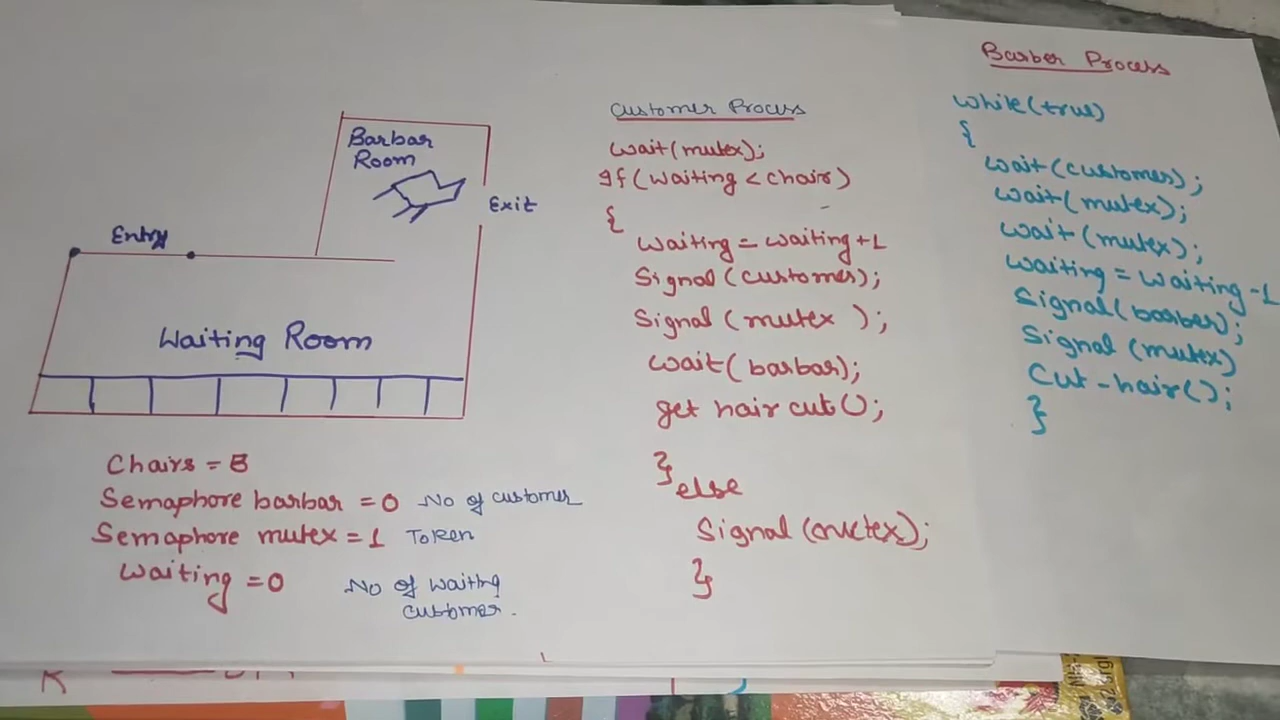 Barbar
Room
Exit
Entry
Waiting Room
Chairs = 8
Semaphore barbar = 0 No of customer
Semaphore mutex = 1 Token
Waiting = 0 No of waiting
customer.
Customer Process
wait(mutex);
If (waiting < chair)
{
waiting = waiting +1
Signal (customer);
Signal (mutex );
wait( barbar);
get hair cut();
}
else
Signal (mutex);
}
Barber Process
while(true)
{
wait(customer);
wait(mutex);
wait (mutex);
waiting = waiting -1
Signal(barber);
Signal (mutex)
Cut - hair();
}